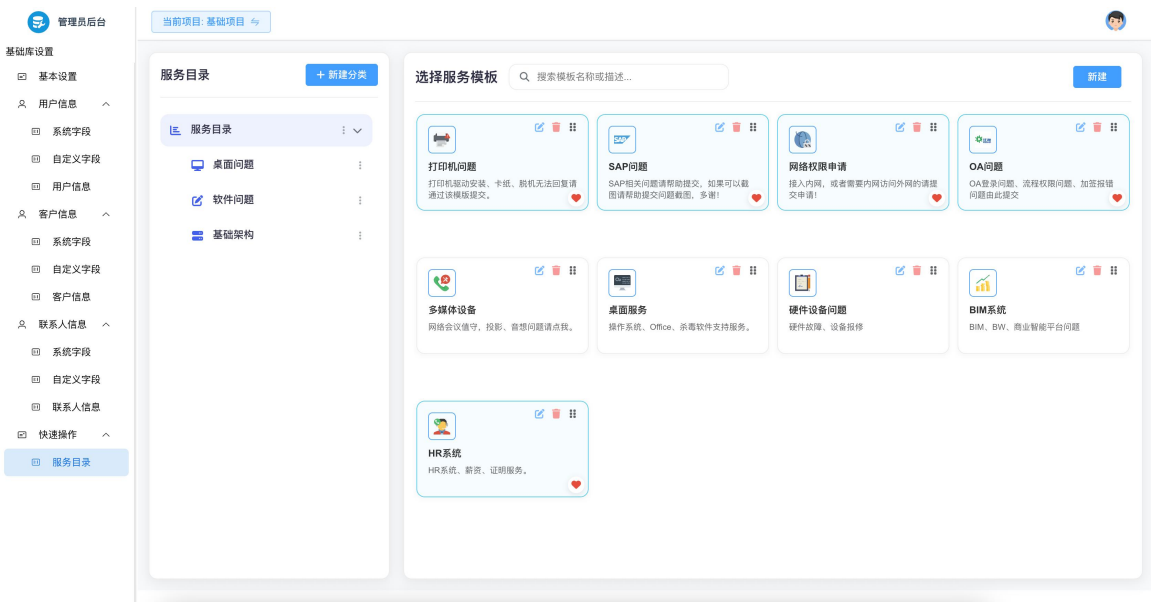 管理员后台
当前项目: 基础项目
基础库设置
基本设置
用户信息
系统字段
自定义字段
用户信息
客户信息
系统字段
自定义字段
客户信息
联系人信息
系统字段
自定义字段
联系人信息
快速操作
服务目录
服务目录
+ 新建分类
服务目录
桌面问题
软件问题
基础架构
选择服务模板
搜索模板名称或描述...
新建
打印机问题
打印机驱动安装、卡纸、脱机无法回复请
通过该模版提交。
SAP
SAP问题
SAP相关问题请帮助提交，如果可以截
图请帮助提交问题截图，多谢！
网络权限申请
接入内网，或者需要内网访问外网的请提
交申请！
OA问题
OA登录问题、流程权限问题、加签报错
问题由此提交
多媒体设备
网络会议值守，投影、音想问题请点我。
桌面服务
操作系统、Office、杀毒软件支持服务。
硬件设备问题
硬件故障、设备报修
BIM系统
BIM、BW、商业智能平台问题
HR系统
HR系统、薪资、证明服务。